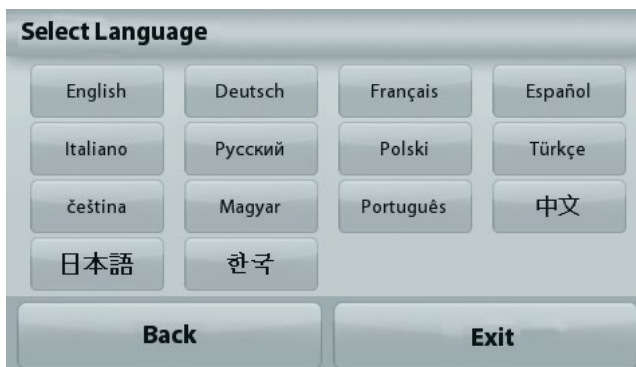 Select Language
English Deutsch Français Español
Italiano Русский Polski Türkçe
čeština Magyar Português 中文
日本語 한국
Back Exit